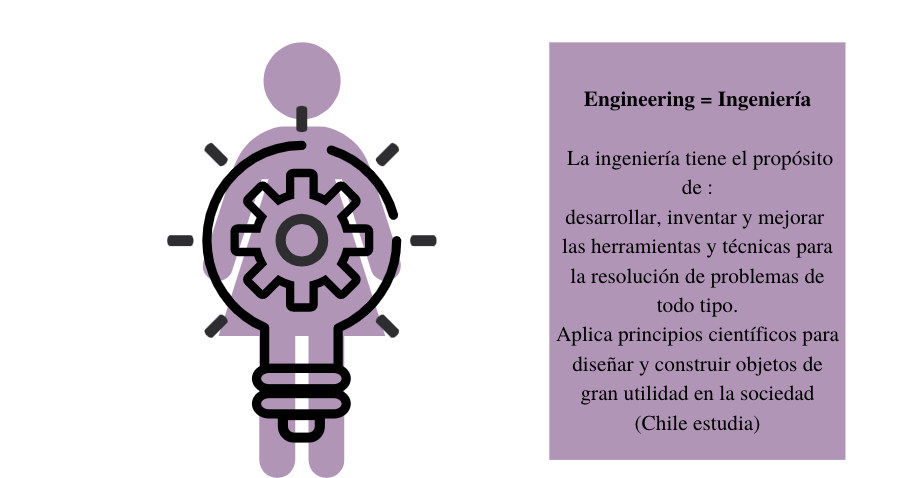 Engineering = Ingeniería
La ingeniería tiene el propósito
de :
desarrollar, inventar y mejorar
las herramientas y técnicas para
la resolución de problemas de
todo tipo.
Aplica principios científicos para
diseñar y construir objetos de
gran utilidad en la sociedad
(Chile estudia)